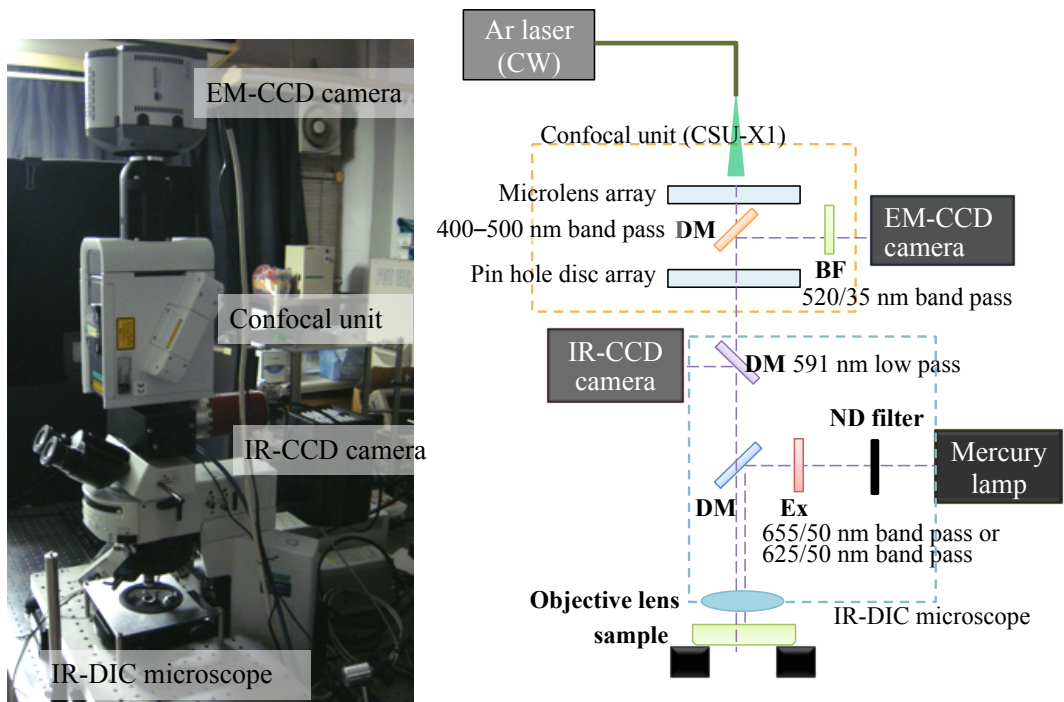 EM-CCD camera
Confocal unit
IR-CCD camera
IR-DIC microscope
Ar laser
(CW)
Confocal unit (CSU-X1)
Microlens array
400–500 nm band pass
DM
BF
520/35 nm band pass
EM-CCD
camera
Pin hole disc array
IR-CCD
camera
DM 591 nm low pass
ND filter
Mercury
lamp
DM
Ex
655/50 nm band pass or
625/50 nm band pass
Objective lens
IR-DIC microscope
sample